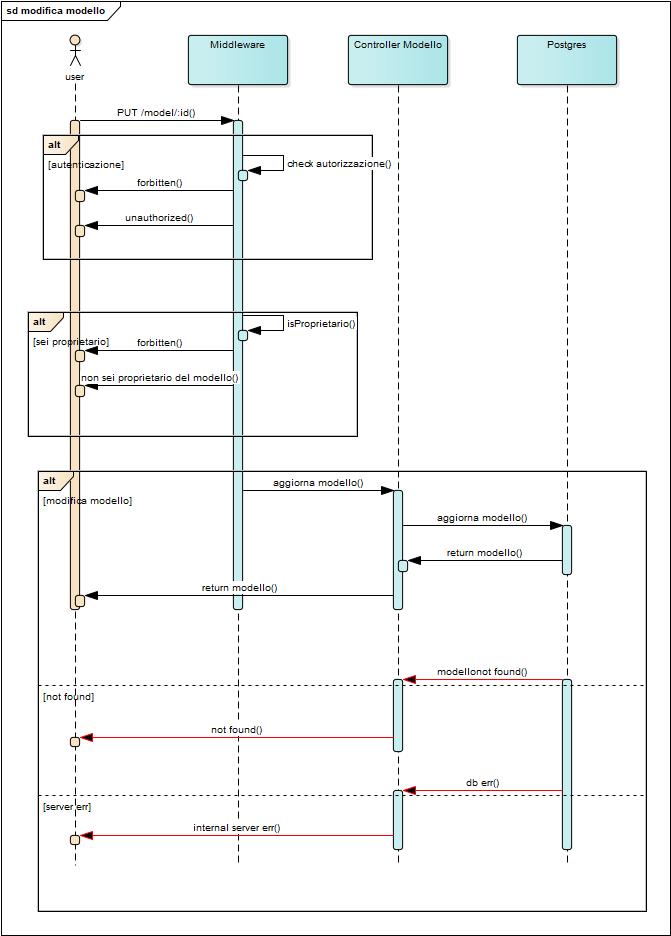 sd modifica modello
user
Middleware
Controller Modello
Postgres
PUT /model/:id()
alt
[autenticazione]
check autorizzazione()
forbitten()
unauthorized()
alt
[sei proprietario]
isProprietario()
forbitten()
non sei proprietario del modello()
alt
[modifica modello]
aggiorna modello()
aggiorna modello()
return modello()
return modello()
modellonot found()
[not found]
not found()
db err()
[server err]
internal server err()